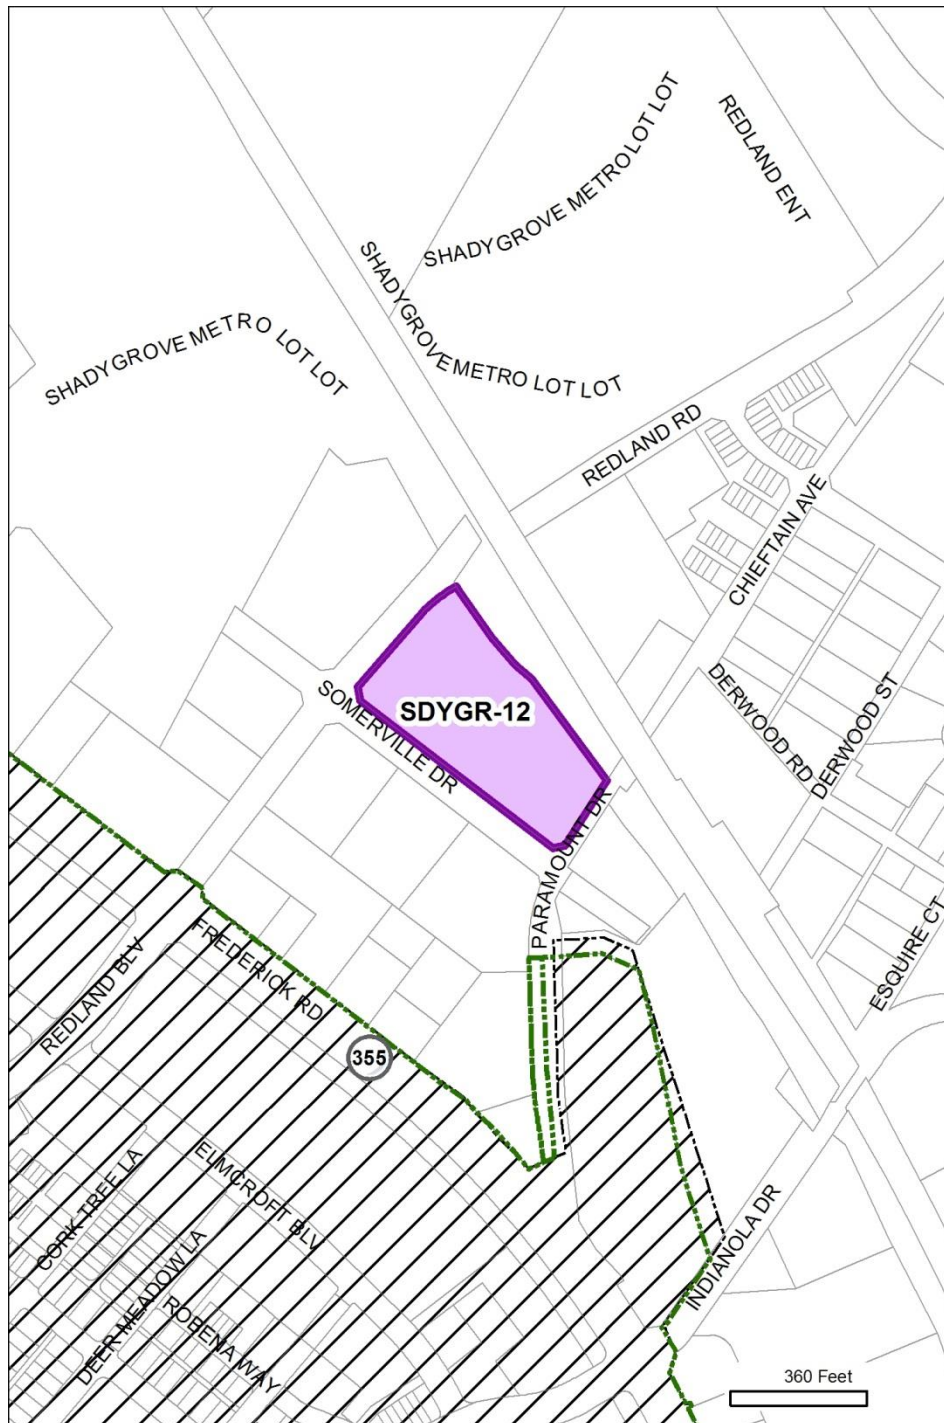 REDLAND ENT
SHADYGROVE METRO LOT LOT
SHADYGROVE METRO LOT LOT
SHADYGROVE METRO LOT LOT
REDLAND RD
CHIEFTAIN AVE
SDYGR-12
SOMERVILLE DR
DERWOOD RD
DERWOOD ST
PARAMOUNT DR
ESQUIRE CT
FREDERICK RD
REDLAND BLV
355
ELMCROFT BLV
CORK TREE LA
DEER MEADOW LA
INDIANOLA DR
ROBENA WAY
360 Feet